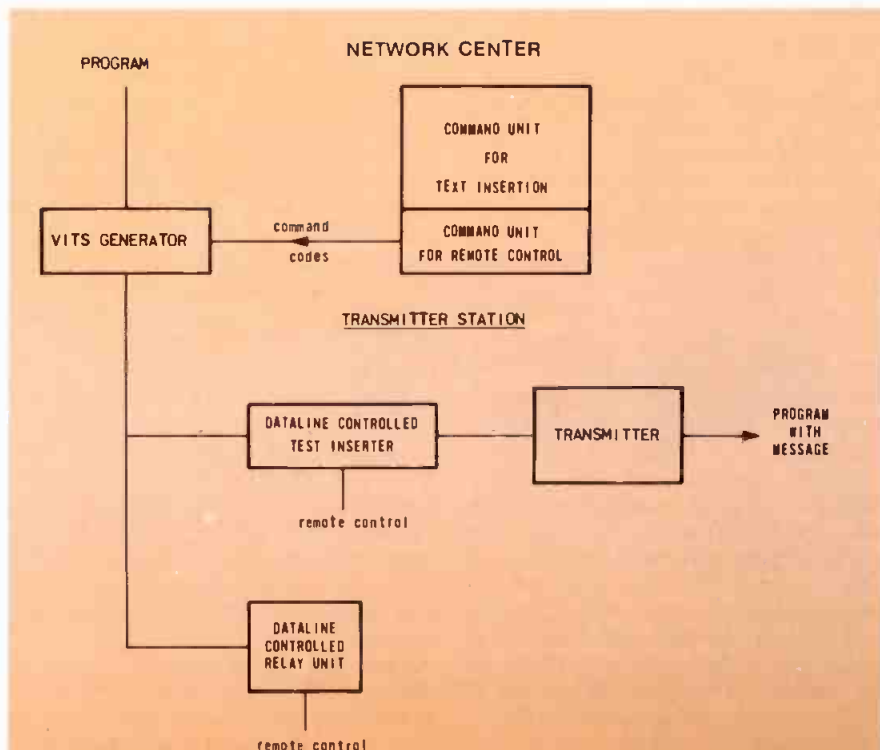 NETWORK CENTER
PROGRAM
COMMAND UNIT
FOR
TEXT INSERTION
COMMAND UNIT
FOR REMOTE CONTROL
VITS GENERATOR
command
codes
TRANSMITTER STATION
DATALINE CONTROLLED
TEST INSERTER
TRANSMITTER
PROGRAM
WITH
MESSAGE
remote control
DATALINE
CONTROLLED
RELAY UNIT
remote control